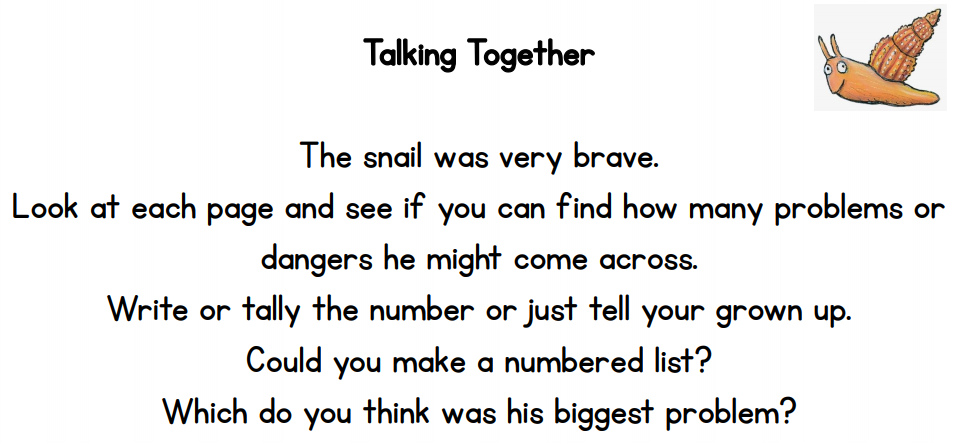 Talking Together
The snail was very brave.
Look at each page and see if you can find how many problems or
dangers he might come across.
Write or tally the number or just tell your grown up.
Could you make a numbered list?
Which do you think was his biggest problem?